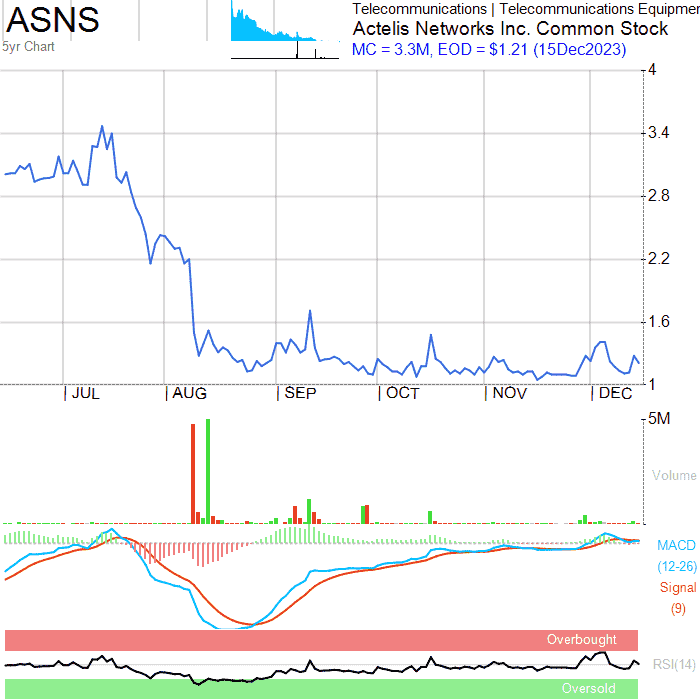 ASNS
5yr Chart
Telecommunications | Telecommunications Equipmen
Actelis Networks Inc. Common Stock
MC = 3.3M, EOD = $1.21 (15Dec2023)
4
3.4
2.8
2.2
1.6
1
JUL
AUG
SEP
OCT
NOV
DEC
5M
Volume
MACD
(12-26)
Signal
(9)
Overbought
RSI(14)
Oversold